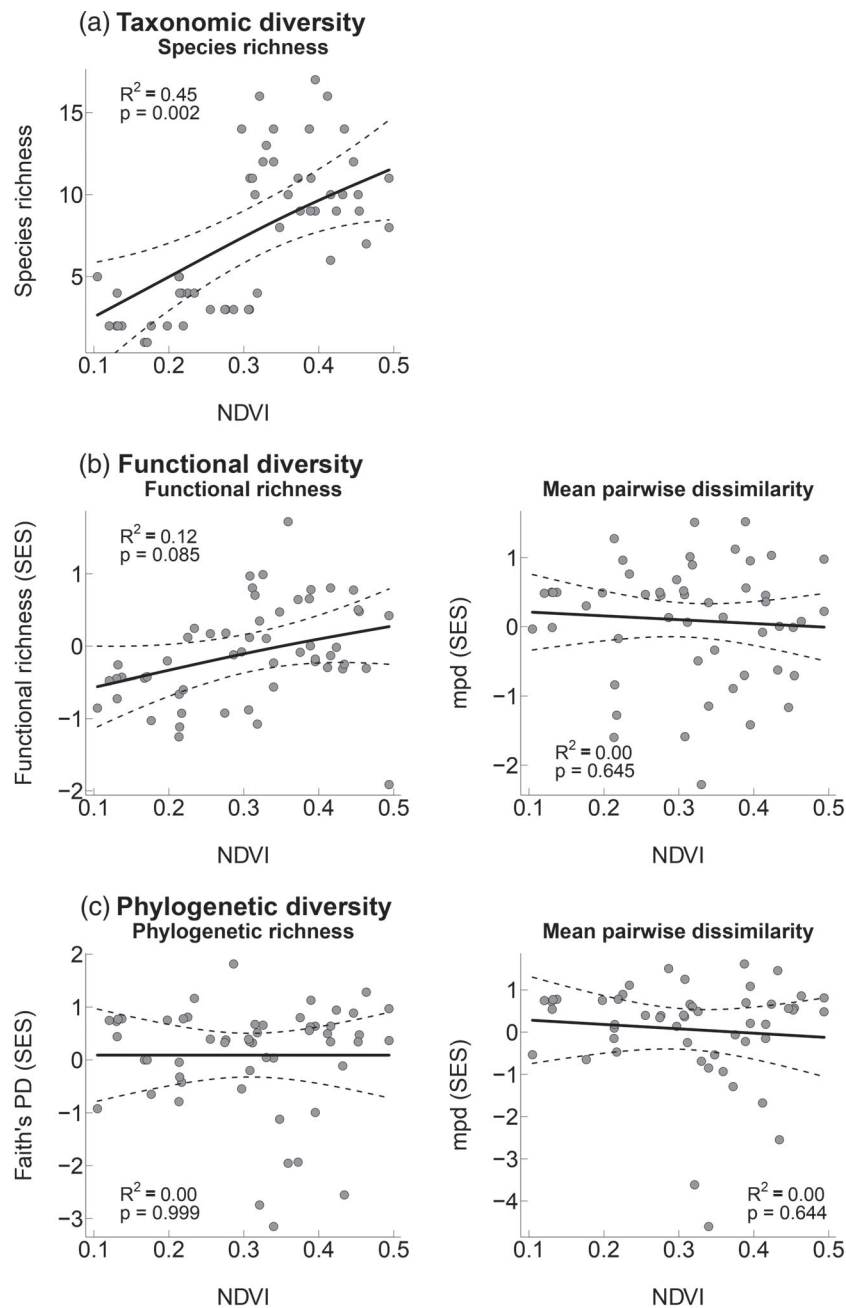 (a) Taxonomic diversity
Species richness
R² = 0.45
p = 0.002
Species richness
15
10
5
0.1 0.2 0.3 0.4 0.5
NDVI
(b) Functional diversity
Functional richness
R² = 0.12
p = 0.085
Functional richness (SES)
1
0
−1
−2
0.1 0.2 0.3 0.4 0.5
NDVI
Mean pairwise dissimilarity
mpd (SES)
1
0
−1
−2
R² = 0.00
p = 0.645
0.1 0.2 0.3 0.4 0.5
NDVI
(c) Phylogenetic diversity
Phylogenetic richness
Faith's PD (SES)
2
1
0
−1
−2
−3
R² = 0.00
p = 0.999
0.1 0.2 0.3 0.4 0.5
NDVI
Mean pairwise dissimilarity
mpd (SES)
1
0
−1
−2
−3
−4
R² = 0.00
p = 0.644
0.1 0.2 0.3 0.4 0.5
NDVI